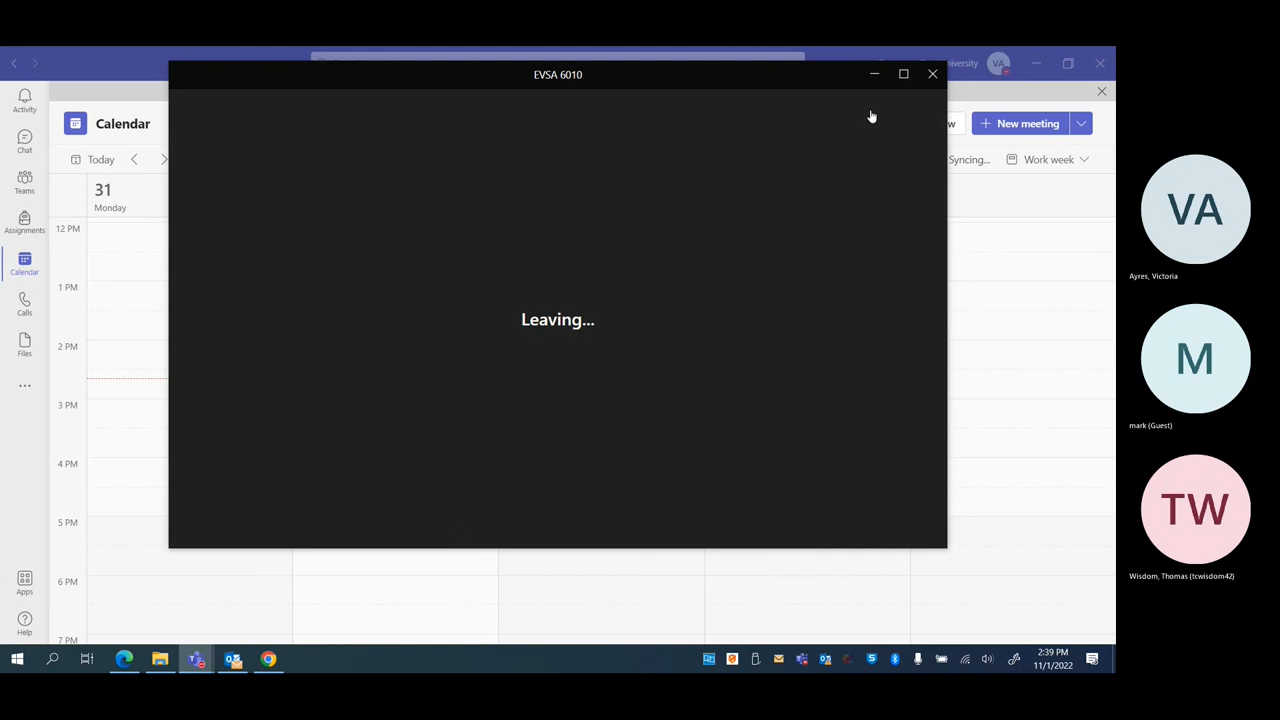 EVSA 6010
iversity
VA
Activity
Calendar
w
New meeting
Chat
Today
Syncing...
Work week
Teams
31
Monday
Assignments
12 PM
Calendar
1 PM
Calls
2 PM
Files
Leaving...
3 PM
4 PM
5 PM
6 PM
Apps
Help
7 PM
2:39 PM
11/1/2022
VA
Ayres, Victoria
M
mark (Guest)
TW
Wisdom, Thomas (tcwisdom42)